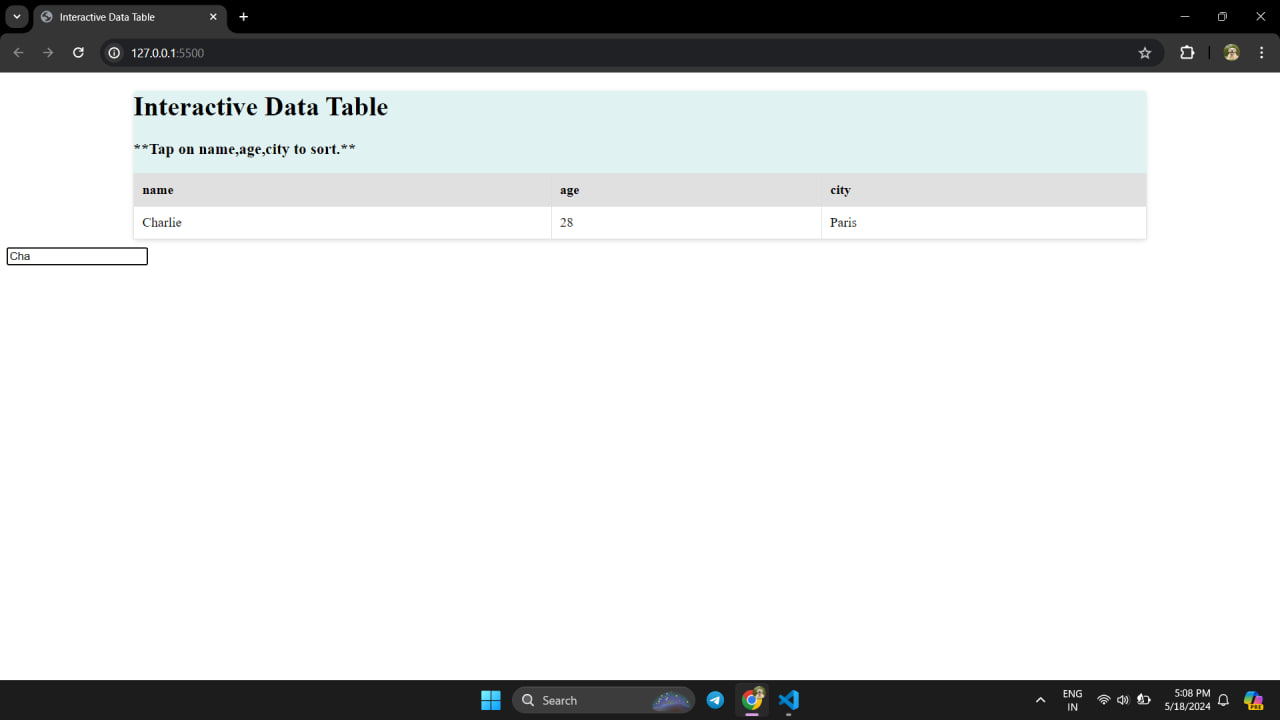 Interactive Data Table
127.0.0.1:5500
Interactive Data Table
**Tap on name,age,city to sort.**
name age city
Charlie 28 Paris
Cha
Search
ENG
IN
5:08 PM
5/18/2024
PRE